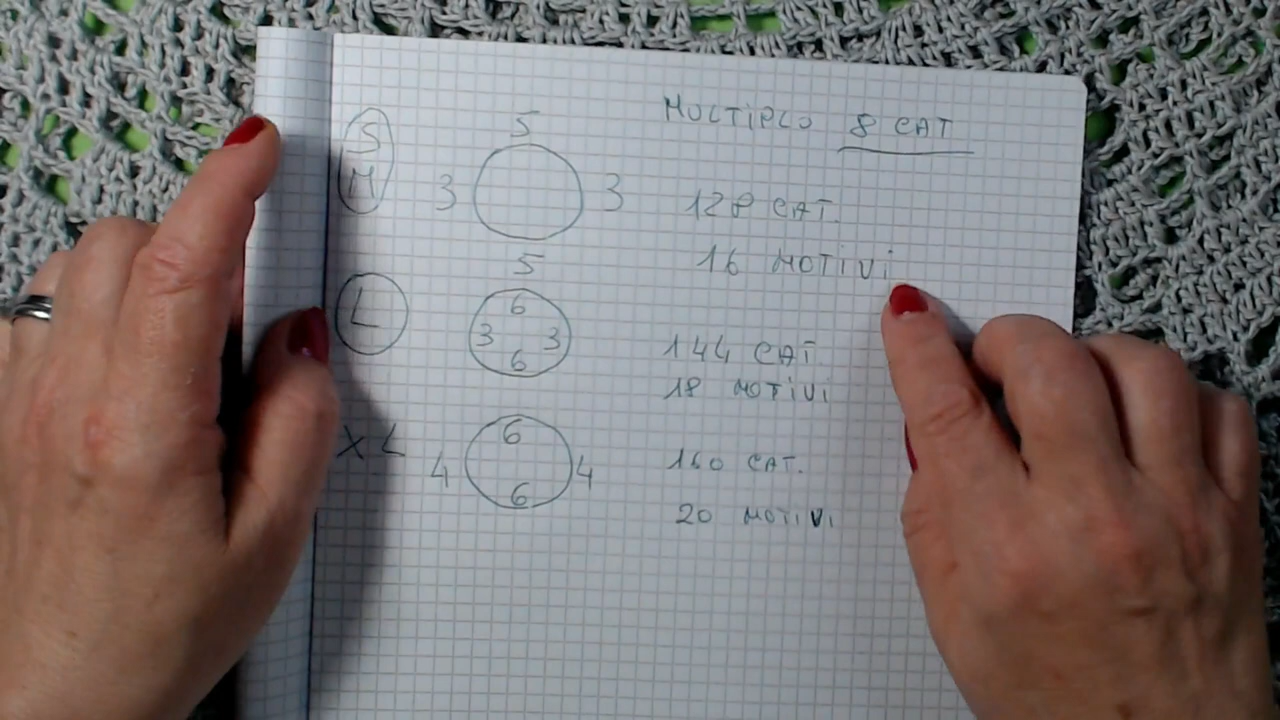 MULTIPLO 8 CAT
S
M
5
3 3
5
128 CAT.
16 MOTIVI
L
6
3 3
6
144 CAT
18 MOTIVI
XL
6
4 4
6
160 CAT.
20 MOTIVI